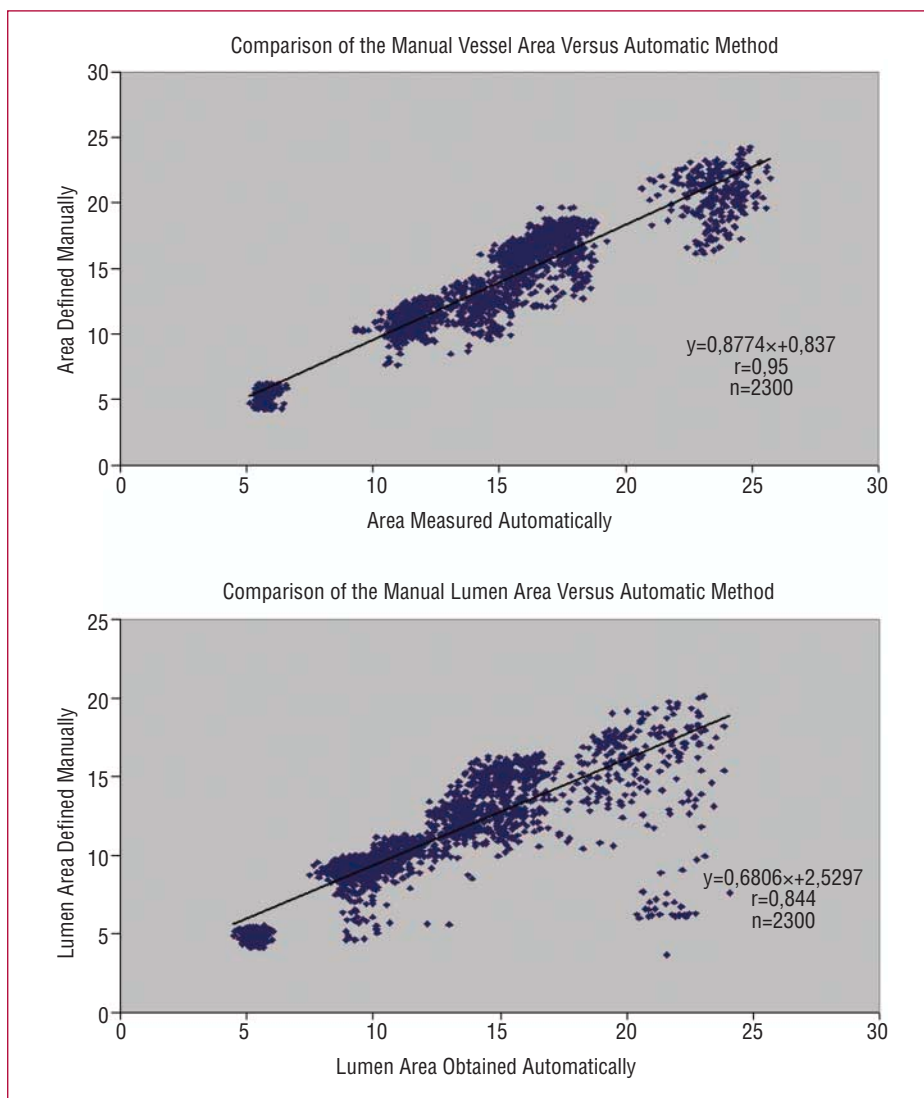 Comparison of the Manual Vessel Area Versus Automatic Method
30
25
20
15
10
5
0
Area Defined Manually
y=0,8774×+0,837
r=0,95
n=2300
0 5 10 15 20 25 30
Area Measured Automatically
Comparison of the Manual Lumen Area Versus Automatic Method
25
20
15
10
5
0
Lumen Area Defined Manually
y=0,6806×+2,5297
r=0,844
n=2300
0 5 10 15 20 25 30
Lumen Area Obtained Automatically